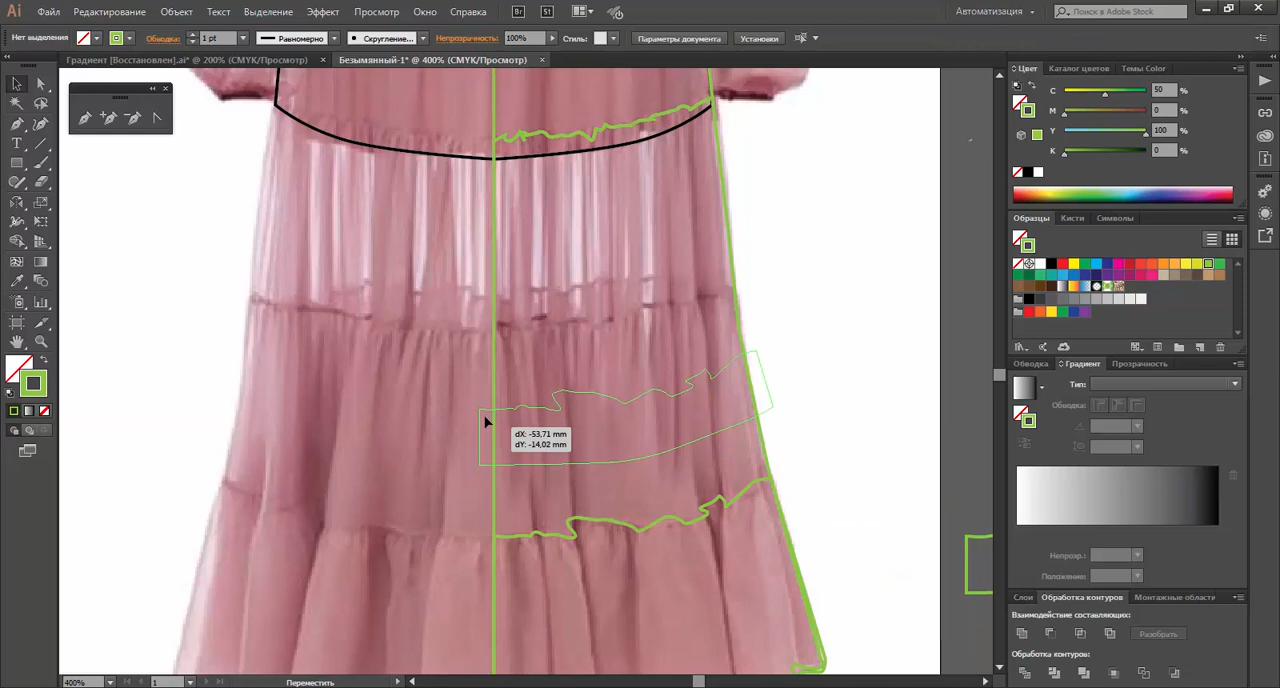 Ai Файл Редактирование Объект Текст Выделение Эффект Просмотр Окно Справка Br St Автоматизация Поиск в Adobe Stock
Нет выделения Обводка: 1 pt Равномерно Скругление... Непрозрачность: 100% Стиль: Параметры документа Установки
Градиент [Восстановлен].ai* @ 200% (CMYK/Просмотр) × Безымянный-1* @ 400% (CMYK/Просмотр) ×
Цвет Каталог цветов Темы Color
C 50 %
M 0 %
Y 100 %
K 0 %
Образцы Кисти Символы
Обводка Градиент Прозрачность
Тип:
Обводка:
dX: -53,71 mm
dY: -14,02 mm
Непрозр.:
Положение:
Слои Обработка контуров Монтажные области
Взаимодействие составляющих:
Разобрать
Обработка контуров:
400% 1 Переместить